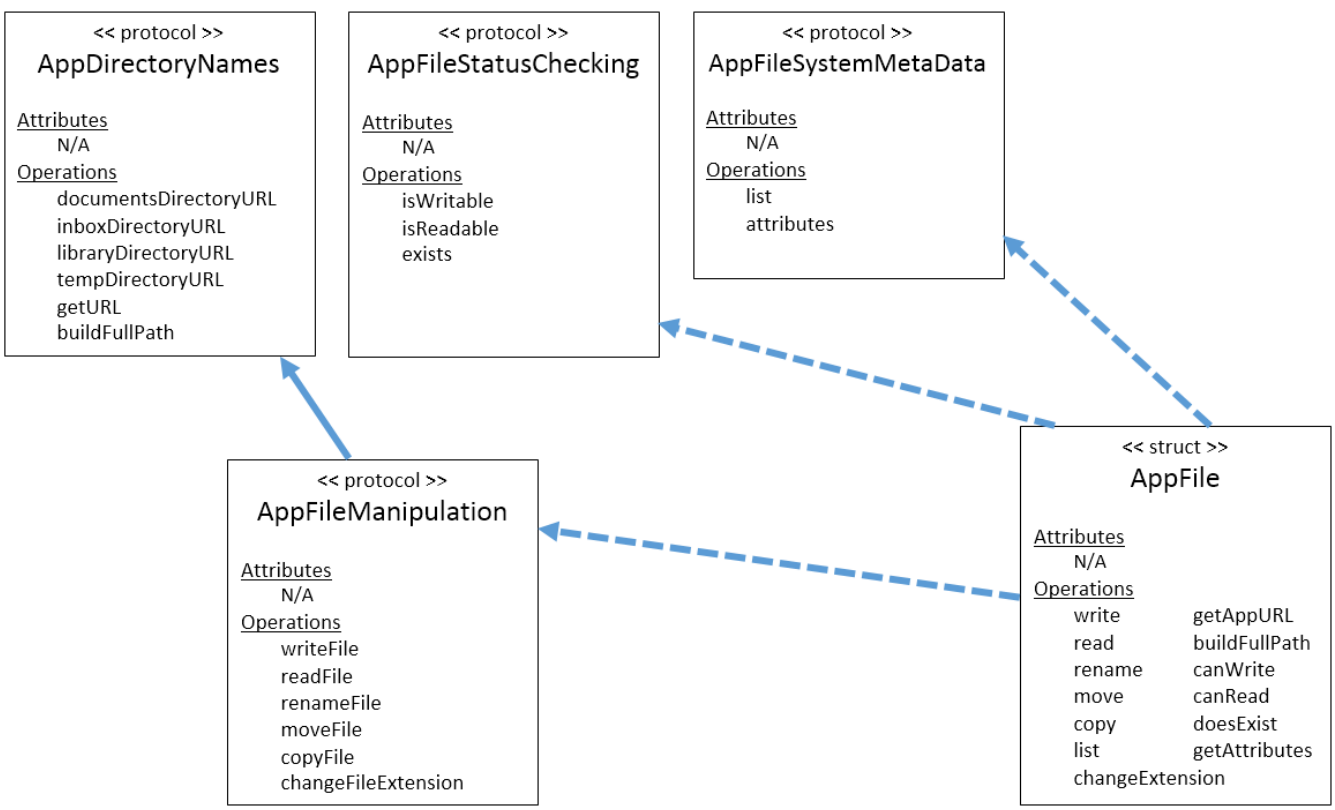 << protocol >>
AppDirectoryNames
Attributes
N/A
Operations
documentsDirectoryURL
inboxDirectoryURL
libraryDirectoryURL
tempDirectoryURL
getURL
buildFullPath
<< protocol >>
AppFileStatusChecking
Attributes
N/A
Operations
isWritable
isReadable
exists
<< protocol >>
AppFileSystemMetaData
Attributes
N/A
Operations
list
attributes
<< protocol >>
AppFileManipulation
Attributes
N/A
Operations
writeFile
readFile
renameFile
moveFile
copyFile
changeFileExtension
<< struct >>
AppFile
Attributes
N/A
Operations
write getAppURL
read buildFullPath
rename canWrite
move canRead
copy doesExist
list getAttributes
changeExtension